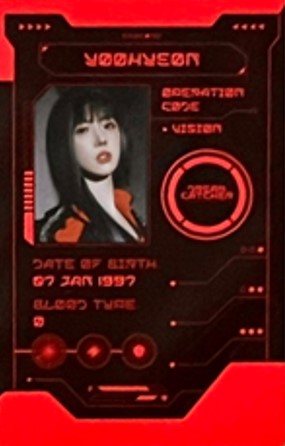 YOOHYEON
OPERATION
CODE
• VISION
DREAM
CATCHER
DATE OF BIRTH
07 JAN 1997
BLOOD TYPE
O